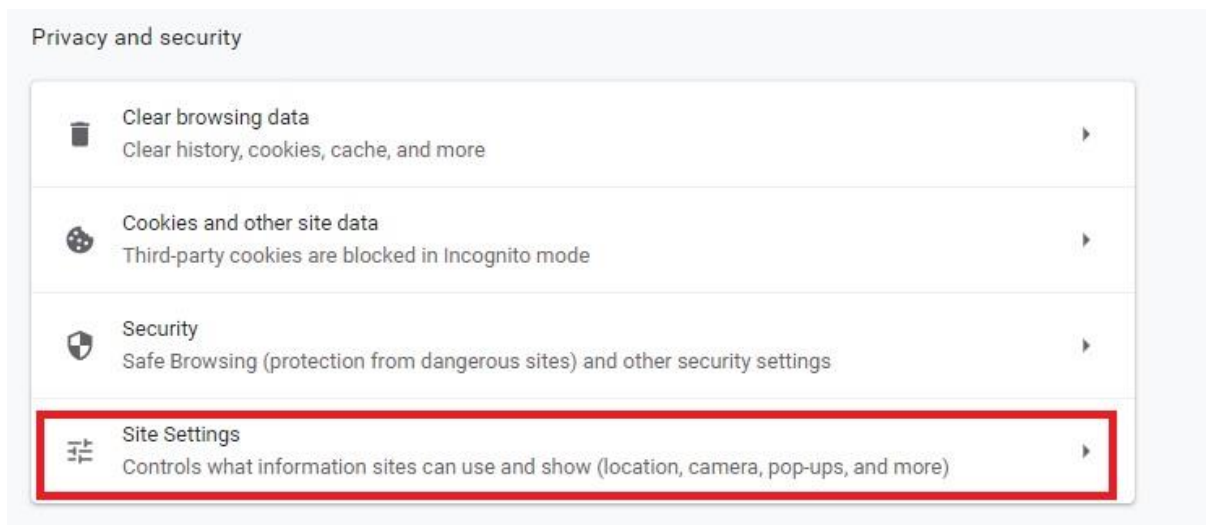 Privacy and security
Clear browsing data
Clear history, cookies, cache, and more
Cookies and other site data
Third-party cookies are blocked in Incognito mode
Security
Safe Browsing (protection from dangerous sites) and other security settings
Site Settings
Controls what information sites can use and show (location, camera, pop-ups, and more)